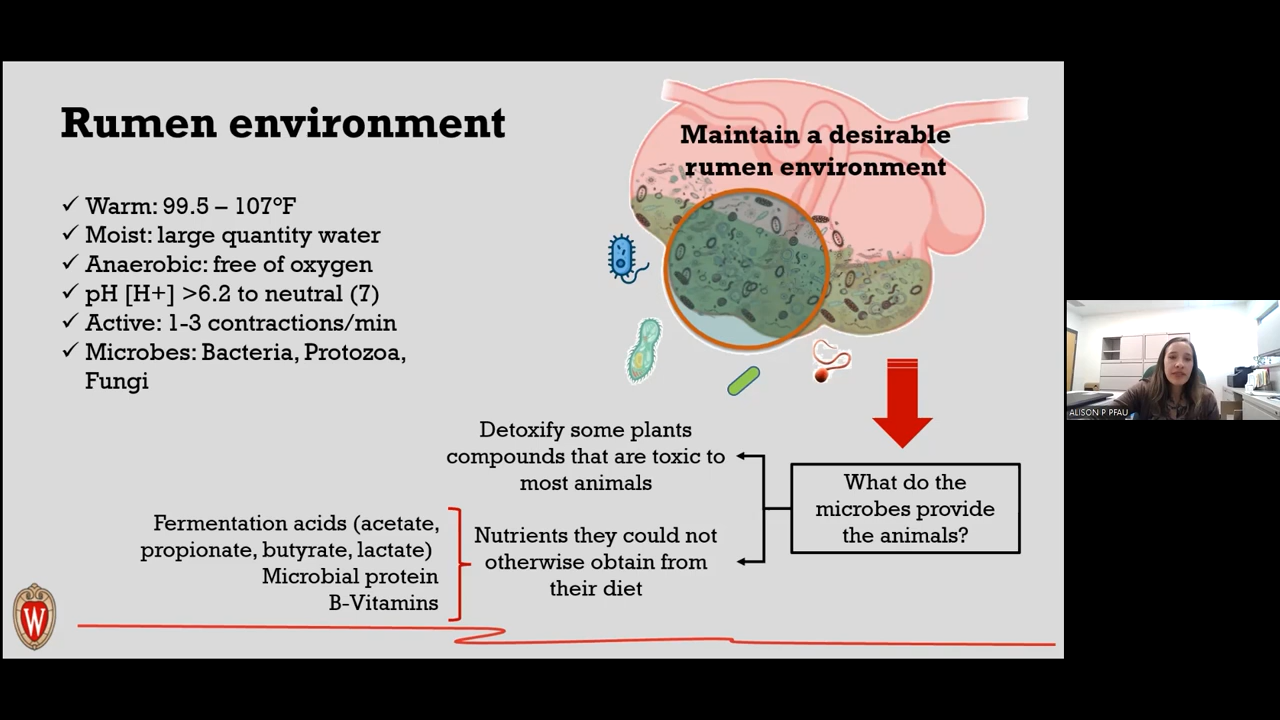 Rumen environment
✓ Warm: 99.5 – 107°F
✓ Moist: large quantity water
✓ Anaerobic: free of oxygen
✓ pH [H+] >6.2 to neutral (7)
✓ Active: 1-3 contractions/min
✓ Microbes: Bacteria, Protozoa,
Fungi
Maintain a desirable
rumen environment
What do the
microbes provide
the animals?
Detoxify some plants
compounds that are toxic to
most animals
Nutrients they could not
otherwise obtain from
their diet
Fermentation acids (acetate,
propionate, butyrate, lactate)
Microbial protein
B-Vitamins
W
ALISON P PFAU